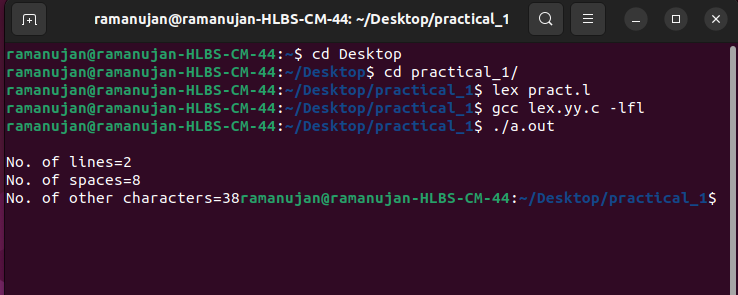 ramanujan@ramanujan-HLBS-CM-44: ~/Desktop/practical_1
ramanujan@ramanujan-HLBS-CM-44:~$ cd Desktop
ramanujan@ramanujan-HLBS-CM-44:~/Desktop$ cd practical_1/
ramanujan@ramanujan-HLBS-CM-44:~/Desktop/practical_1$ lex pract.l
ramanujan@ramanujan-HLBS-CM-44:~/Desktop/practical_1$ gcc lex.yy.c -lfl
ramanujan@ramanujan-HLBS-CM-44:~/Desktop/practical_1$ ./a.out
No. of lines=2
No. of spaces=8
No. of other characters=38ramanujan@ramanujan-HLBS-CM-44:~/Desktop/practical_1$